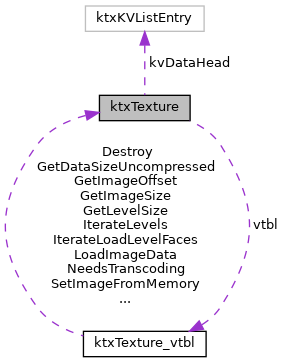 ktxKVListEntry
kvDataHead
ktxTexture
Destroy
GetDataSizeUncompressed
GetImageOffset
GetImageSize
GetLevelSize
IterateLevels
IterateLoadLevelFaces
LoadImageData
NeedsTranscoding
SetImageFromMemory
...
vtbl
ktxTexture_vtbl